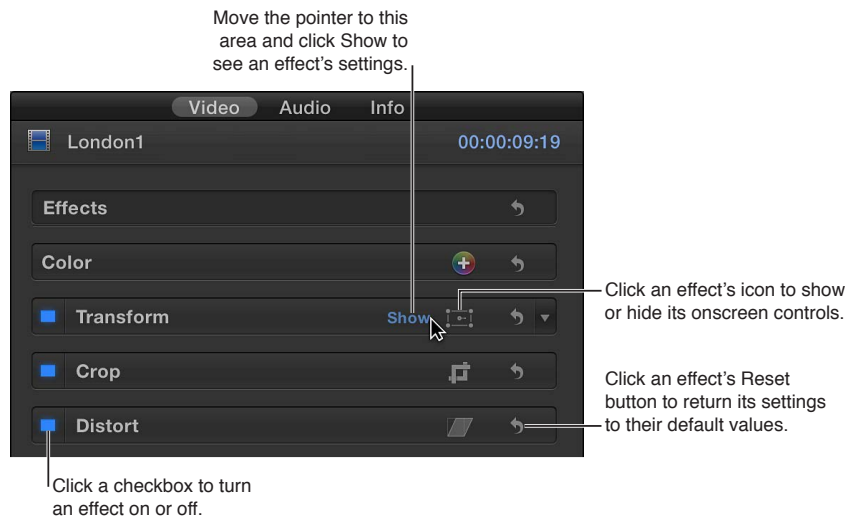 Move the pointer to this
area and click Show to
see an effect's settings.
Video Audio Info
London1 00:00:09:19
Effects
Color
Transform Show
Click an effect's icon to show
or hide its onscreen controls.
Crop
Click an effect's Reset
button to return its settings
to their default values.
Distort
Click a checkbox to turn
an effect on or off.